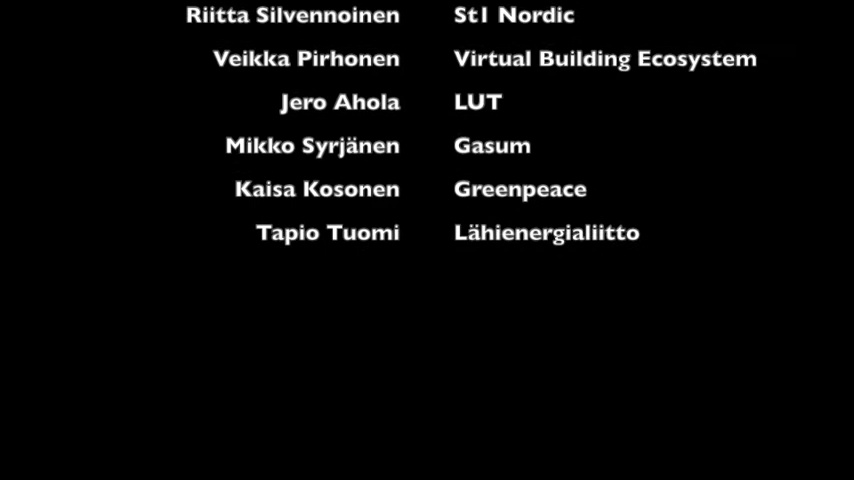 Riitta Silvennoinen St1 Nordic
Veikka Pirhonen Virtual Building Ecosystem
Jero Ahola LUT
Mikko Syrjänen Gasum
Kaisa Kosonen Greenpeace
Tapio Tuomi Lähienergialiitto